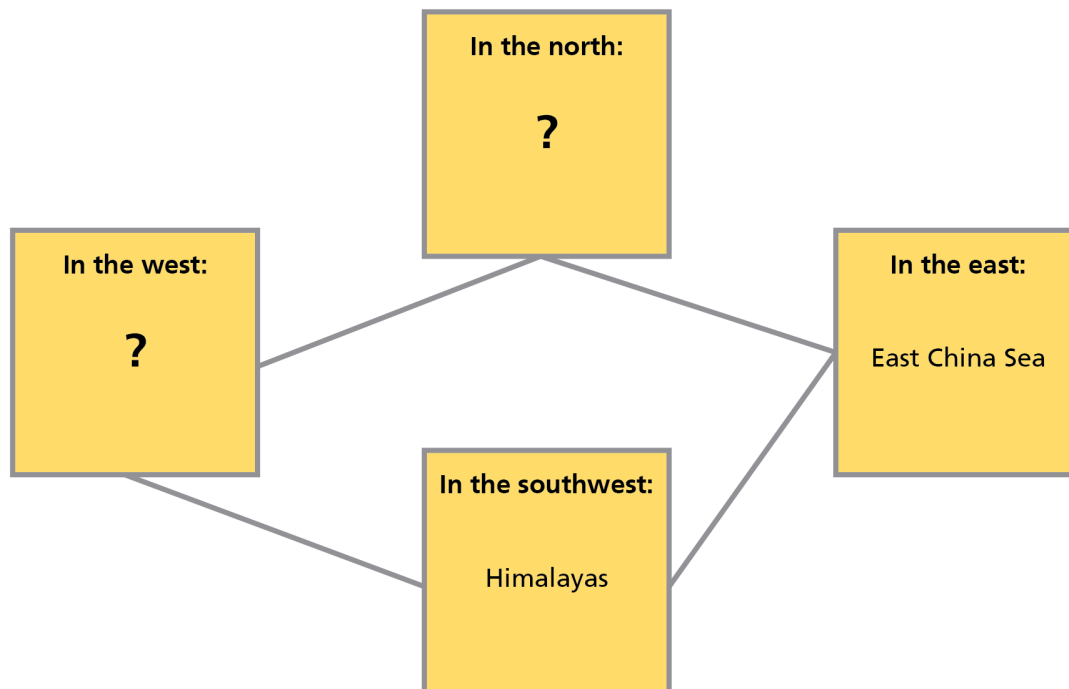 In the north:
?
In the west:
?
In the east:
East China Sea
In the southwest:
Himalayas